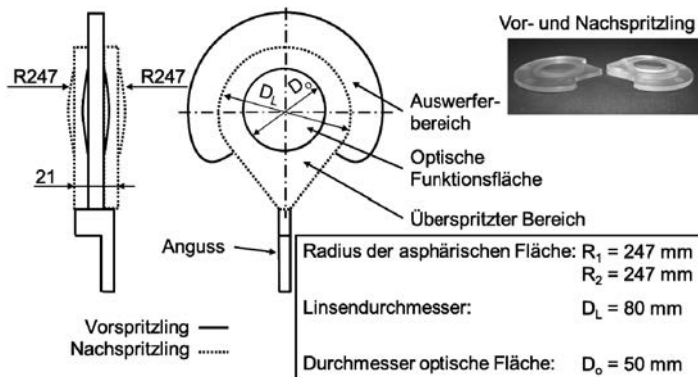 Vor- und Nachspritzling
R247
R247
21
D_L
D_o
Auswerfer-
bereich
Optische
Funktionsfläche
Überspritzter Bereich
Anguss
Vorspritzling
Nachspritzling
Radius der asphärischen Fläche: R₁ = 247 mm
R₂ = 247 mm
Linsendurchmesser: D_L = 80 mm
Durchmesser optische Fläche: D_o = 50 mm